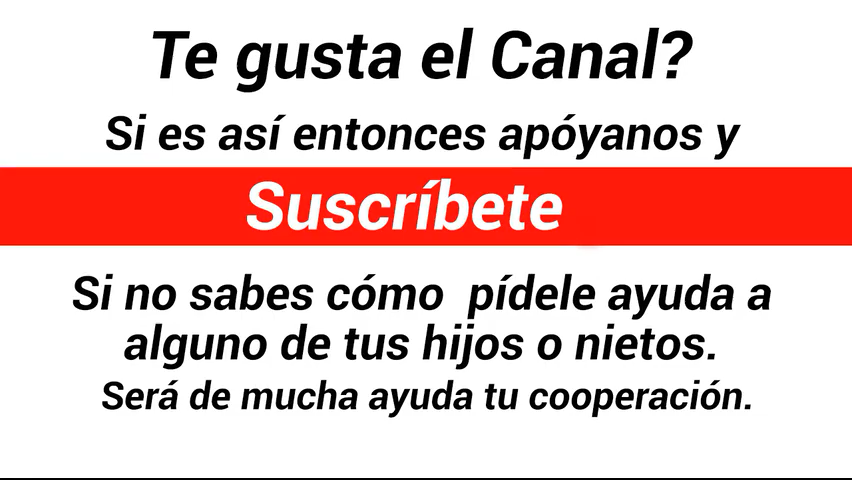 Te gusta el Canal?
Si es así entonces apóyanos y
Suscríbete
Si no sabes cómo pídele ayuda a
alguno de tus hijos o nietos.
Será de mucha ayuda tu cooperación.